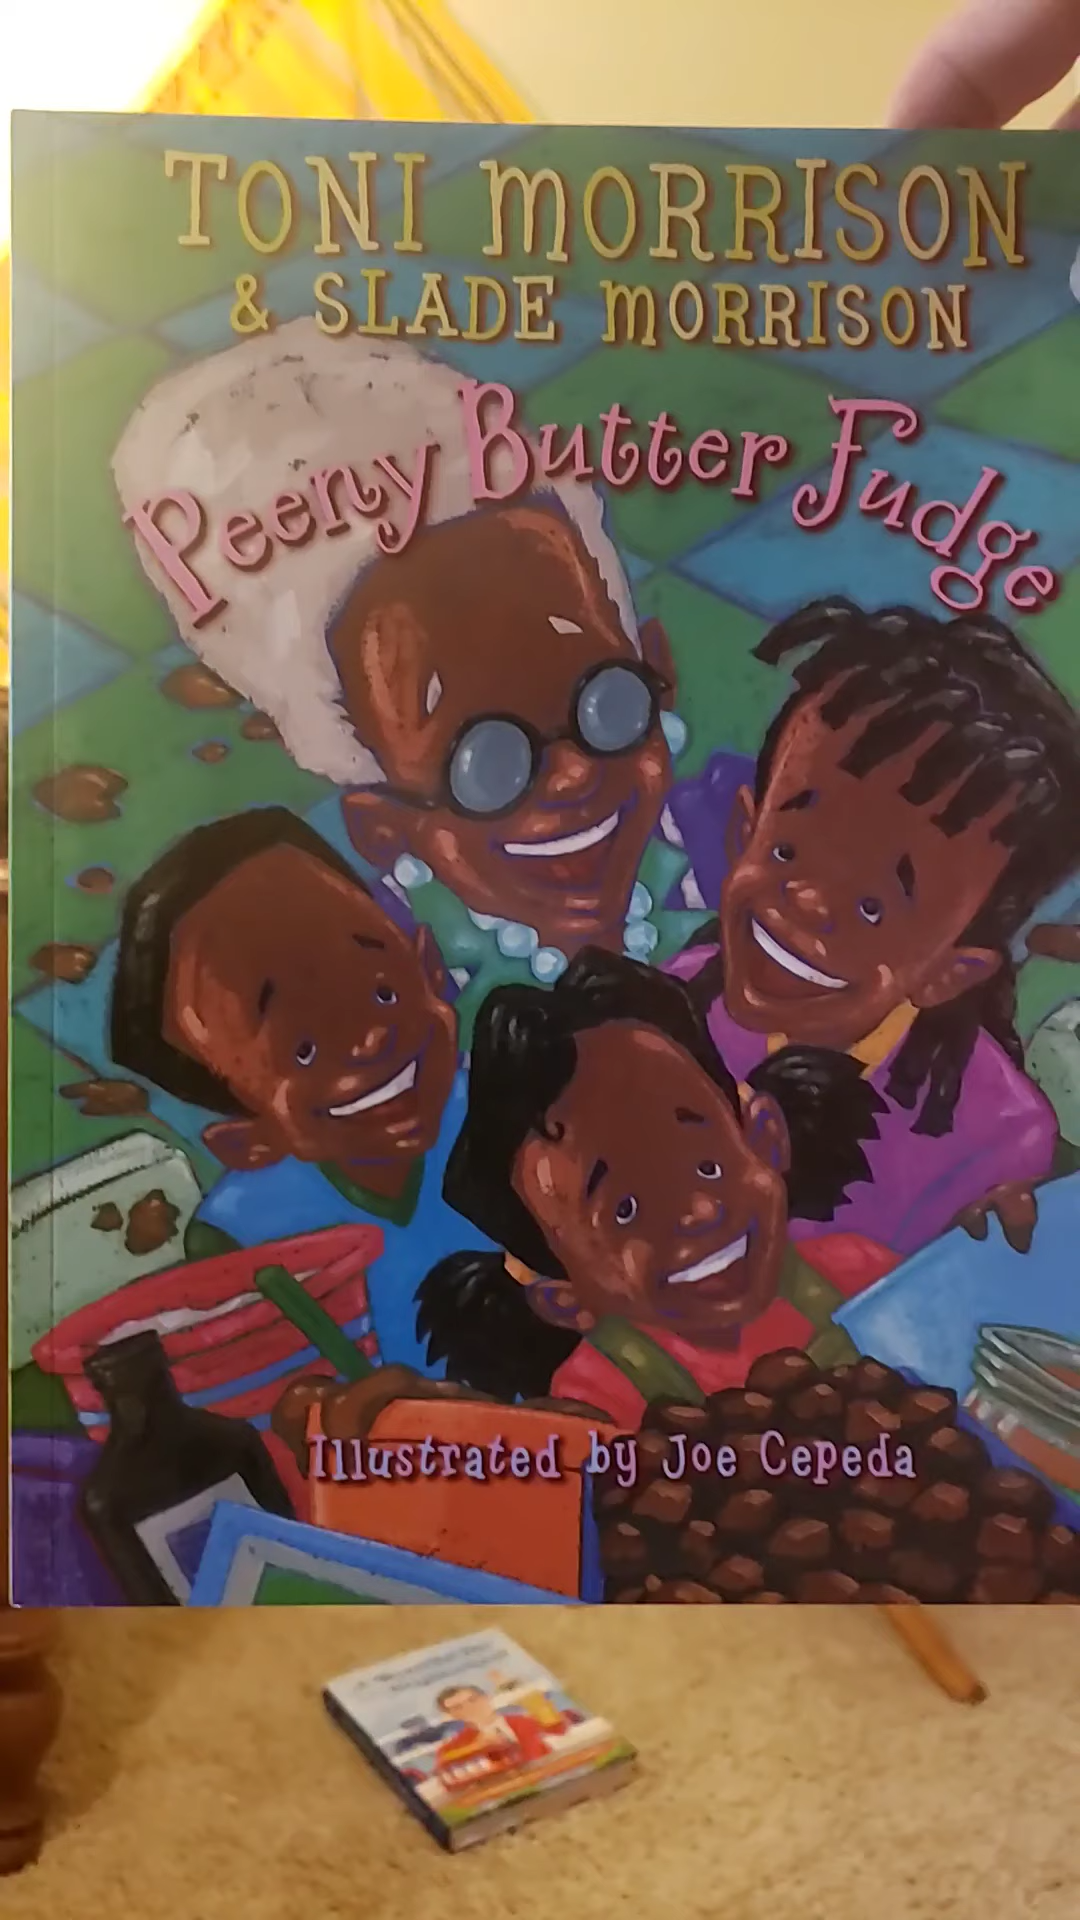 TONI MORRISON
& SLADE MORRISON
Peeny Butter Fudge
Illustrated by Joe Cepeda